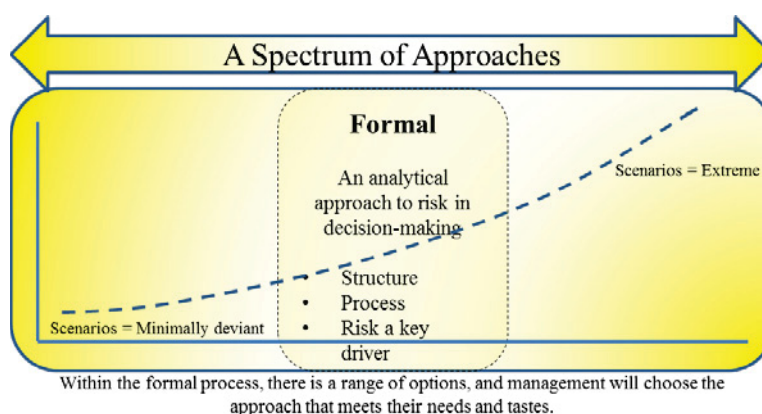 A Spectrum of Approaches
Formal
An analytical
approach to risk in
decision-making
Scenarios = Extreme
• Structure
• Process
• Risk a key
driver
Scenarios = Minimally deviant
Within the formal process, there is a range of options, and management will choose the
approach that meets their needs and tastes.